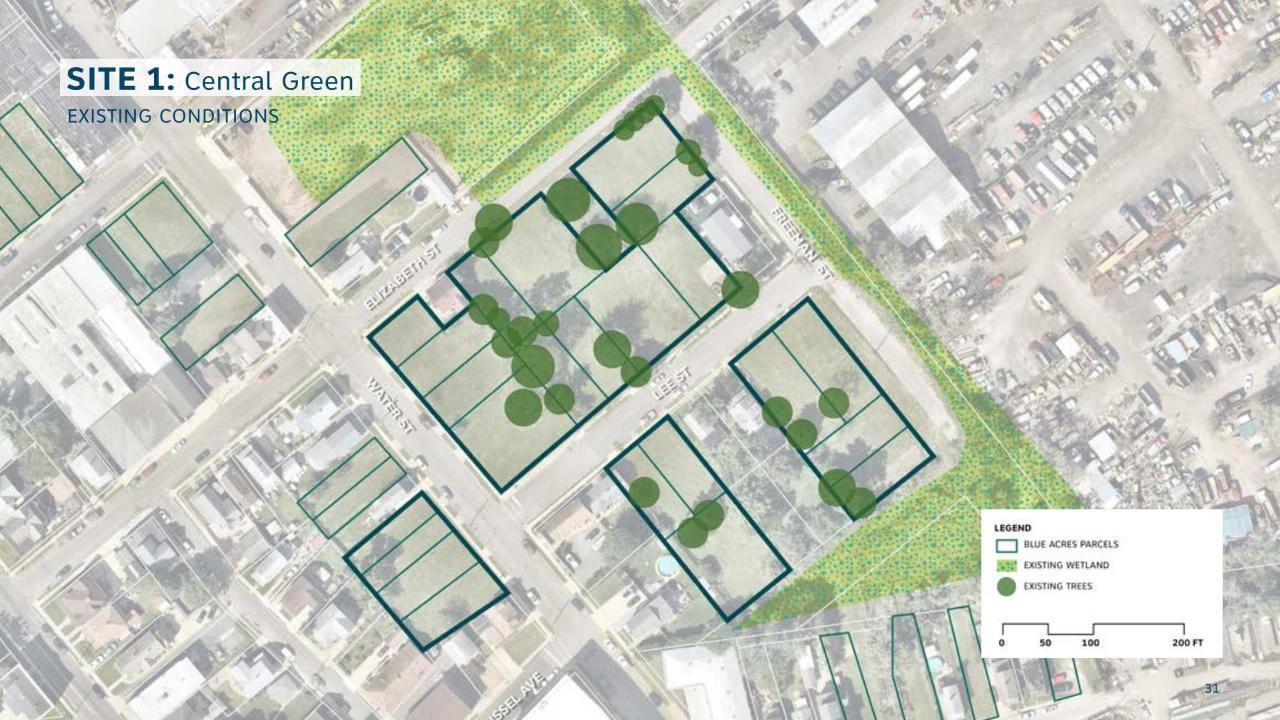 SITE 1: Central Green
EXISTING CONDITIONS
ELIZABETH ST
FREEMAN ST
WATER ST
LEE ST
LEGEND
BLUE ACRES PARCELS
EXISTING WETLAND
EXISTING TREES
0 50 100 200 FT
31